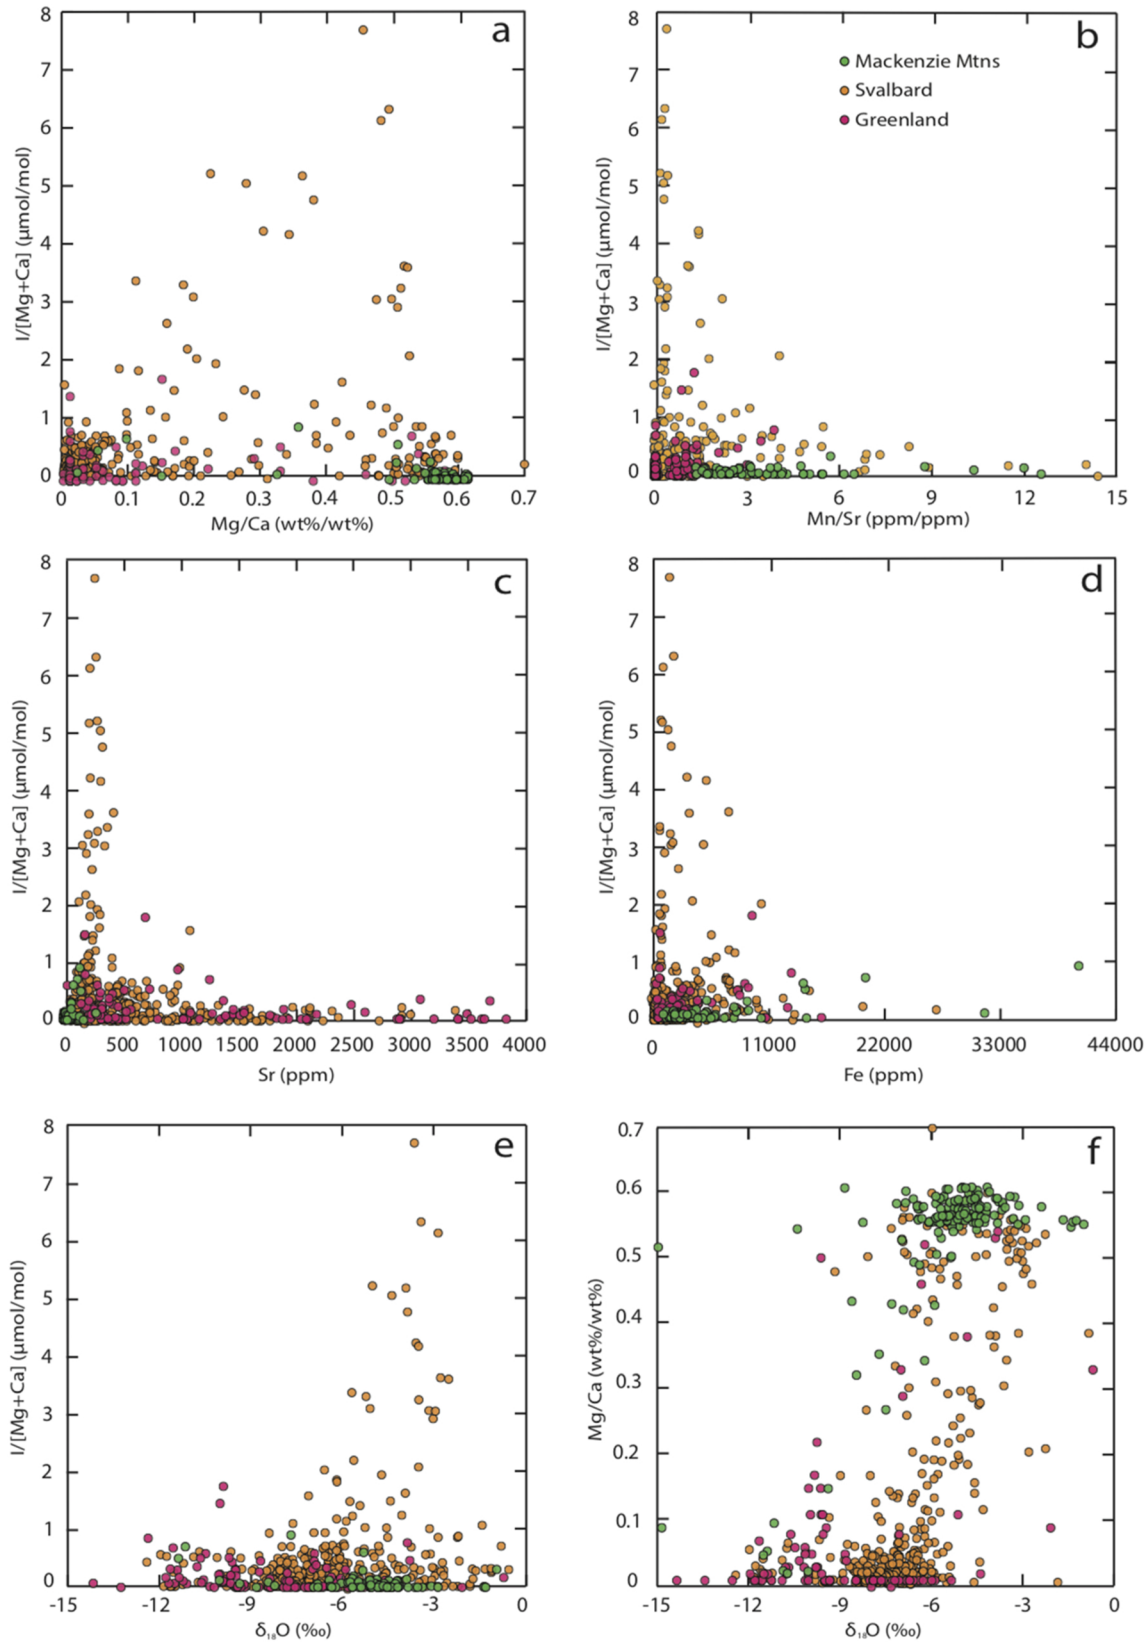 a
8
7
6
5
4
3
2
1
0
I/[Mg+Ca] (μmol/mol)
0 0.1 0.2 0.3 0.4 0.5 0.6 0.7
Mg/Ca (wt%/wt%)
b
Mackenzie Mtns
Svalbard
Greenland
8
7
6
5
4
3
2
1
0
I/[Mg+Ca] (μmol/mol)
0 3 6 9 12 15
Mn/Sr (ppm/ppm)
c
8
7
6
5
4
3
2
1
0
I/[Mg+Ca] (μmol/mol)
0 500 1000 1500 2000 2500 3000 3500 4000
Sr (ppm)
d
8
7
6
5
4
3
2
1
0
I/[Mg+Ca] (μmol/mol)
0 11000 22000 33000 44000
Fe (ppm)
e
8
7
6
5
4
3
2
1
0
I/[Mg+Ca] (μmol/mol)
-15 -12 -9 -6 -3 0
δ₁₈O (‰)
f
0.7
0.6
0.5
0.4
0.3
0.2
0.1
0
Mg/Ca (wt%/wt%)
-15 -12 -9 -6 -3 0
δ₁₈O (‰)